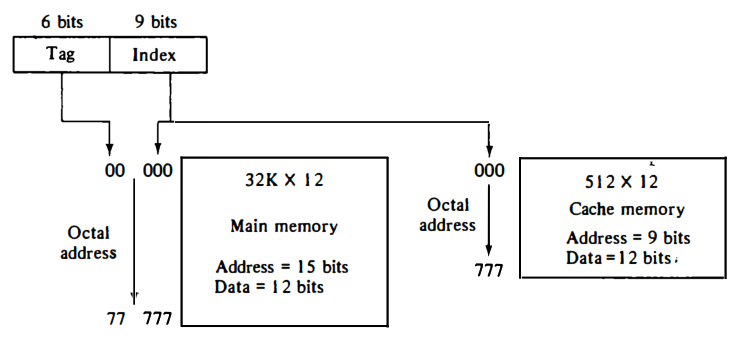 6 bits 9 bits
Tag Index
00 000
000
32K X 12
Main memory
Address = 15 bits
Data = 12 bits
Octal
address
77 777
Octal
address
777
512 X 12
Cache memory
Address = 9 bits
Data = 12 bits